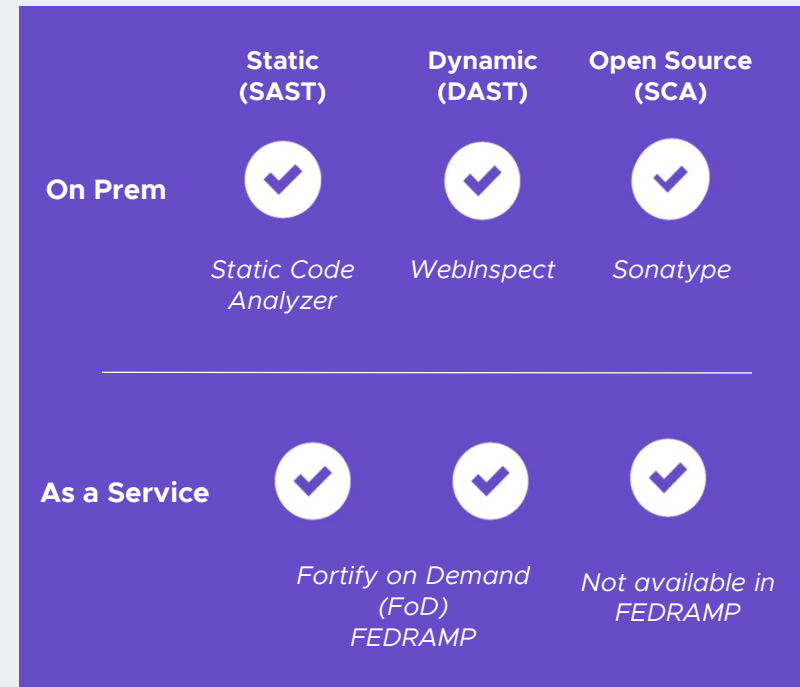 Static
(SAST)
Dynamic
(DAST)
Open Source
(SCA)
On Prem
Static Code
Analyzer
WebInspect
Sonatype
As a Service
Fortify on Demand
(FoD)
FEDRAMP
Not available in
FEDRAMP